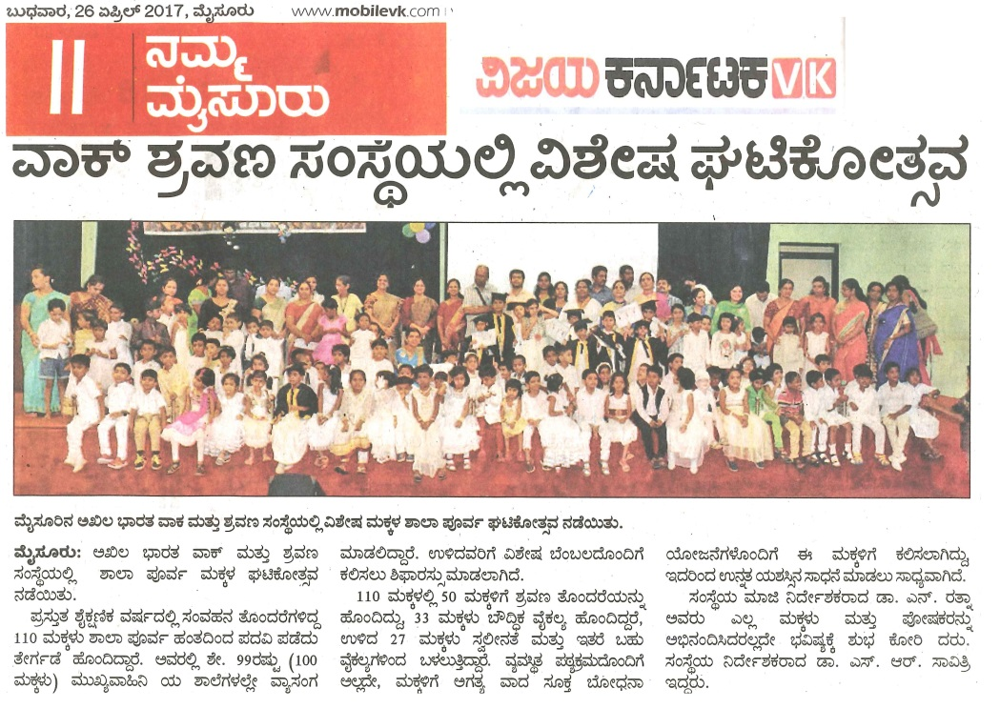 ಬುಧವಾರ, 26 ಏಪ್ರಿಲ್ 2017, ಮೈಸೂರು
www.mobilevk.com
II
ನಮ್ಮ
ಮೈಸೂರು
ವಿಜಯ ಕರ್ನಾಟಕ VK
ವಾಕ್ ಶ್ರವಣ ಸಂಸ್ಥೆಯಲ್ಲಿ ವಿಶೇಷ ಘಟಿಕೋತ್ಸವ
ಮೈಸೂರಿನ ಅಖಿಲ ಭಾರತ ವಾಕ ಮತ್ತು ಶ್ರವಣ ಸಂಸ್ಥೆಯಲ್ಲಿ ವಿಶೇಷ ಮಕ್ಕಳ ಶಾಲಾ ಪೂರ್ವ ಘಟಿಕೋತ್ಸವ ನಡೆಯಿತು.
ಮೈಸೂರು: ಅಖಿಲ ಭಾರತ ವಾಕ್ ಮತ್ತು ಶ್ರವಣ
ಸಂಸ್ಥೆಯಲ್ಲಿ ಶಾಲಾ ಪೂರ್ವ ಮಕ್ಕಳ ಘಟಿಕೋತ್ಸವ
ನಡೆಯಿತು.
ಪ್ರಸ್ತುತ ಶೈಕ್ಷಣಿಕ ವರ್ಷದಲ್ಲಿ ಸಂವಹನ ತೊಂದರೆಗಳಿದ್ದ
110 ಮಕ್ಕಳು ಶಾಲಾ ಪೂರ್ವ ಹಂತದಿಂದ ಪದವಿ ಪಡೆದು
ತೇರ್ಗಡೆ ಹೊಂದಿದ್ದಾರೆ. ಅವರಲ್ಲಿ ಶೇ. 99ರಷ್ಟು (100
ಮಕ್ಕಳು) ಮುಖ್ಯವಾಹಿನಿ ಯ ಶಾಲೆಗಳಲ್ಲೇ ವ್ಯಾಸಂಗ
ಮಾಡಲಿದ್ದಾರೆ. ಉಳಿದವರಿಗೆ ವಿಶೇಷ ಬೆಂಬಲದೊಂದಿಗೆ
ಕಲಿಸಲು ಶಿಫಾರಸ್ಸು ಮಾಡಲಾಗಿದೆ.
110 ಮಕ್ಕಳಲ್ಲಿ 50 ಮಕ್ಕಳಿಗೆ ಶ್ರವಣ ತೊಂದರೆಯನ್ನು
ಹೊಂದಿದ್ದು, 33 ಮಕ್ಕಳು ಬೌದ್ಧಿಕ ವೈಕಲ್ಯ ಹೊಂದಿದ್ದರೆ,
ಉಳಿದ 27 ಮಕ್ಕಳು ಸ್ವಲೀನತೆ ಮತ್ತು ಇತರೆ ಬಹು
ವೈಕಲ್ಯಗಳಿಂದ ಬಳಲುತ್ತಿದ್ದಾರೆ. ವ್ಯವಸ್ಥಿತ ಪಠ್ಯಕ್ರಮದೊಂದಿಗೆ
ಅಲ್ಲದೇ, ಮಕ್ಕಳಿಗೆ ಅಗತ್ಯ ವಾದ ಸೂಕ್ತ ಬೋಧನಾ
ಯೋಜನೆಗಳೊಂದಿಗೆ ಈ ಮಕ್ಕಳಿಗೆ ಕಲಿಸಲಾಗಿದ್ದು,
ಇದರಿಂದ ಉನ್ನತ ಯಶಸ್ಸಿನ ಸಾಧನೆ ಮಾಡಲು ಸಾಧ್ಯವಾಗಿದೆ.
ಸಂಸ್ಥೆಯ ಮಾಜಿ ನಿರ್ದೇಶಕರಾದ ಡಾ. ಎನ್. ರತ್ನಾ
ಅವರು ಎಲ್ಲ ಮಕ್ಕಳು ಮತ್ತು ಪೋಷಕರನ್ನು
ಅಭಿನಂದಿಸಿದರಲ್ಲದೇ ಭವಿಷ್ಯಕ್ಕೆ ಶುಭ ಕೋರಿ ದರು.
ಸಂಸ್ಥೆಯ ನಿರ್ದೇಶಕರಾದ ಡಾ. ಎಸ್. ಆರ್. ಸಾವಿತ್ರಿ
ಇದ್ದರು.